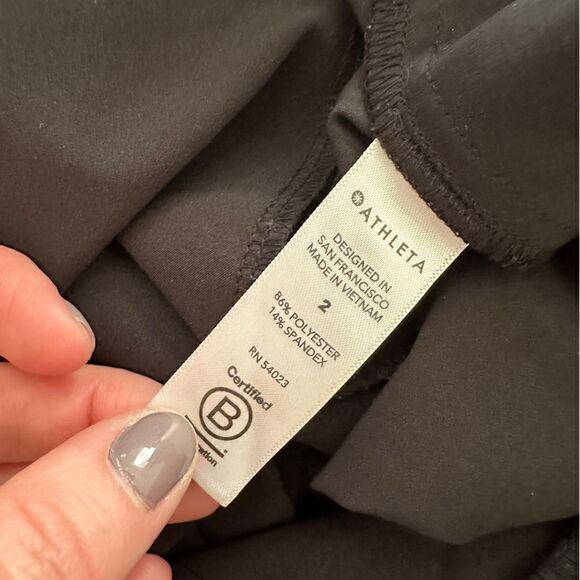 ATHLETA
DESIGNED IN
SAN FRANCISCO
MADE IN VIETNAM
2
86% POLYESTER
14% SPANDEX
RN 54023
Certified
B